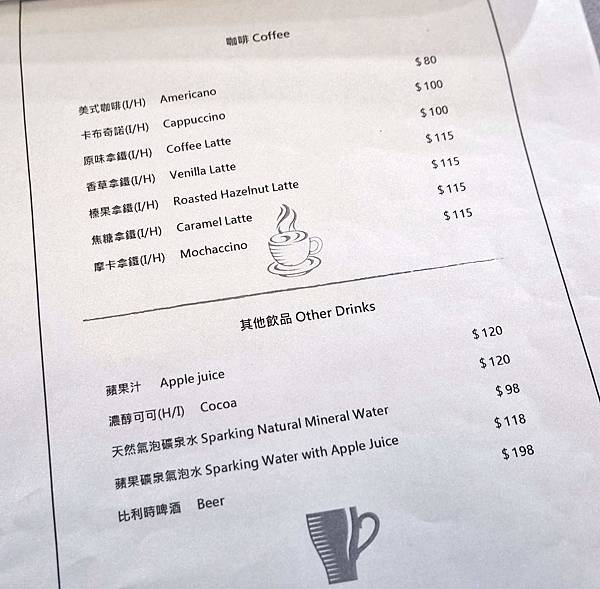 咖啡 Coffee
美式咖啡(I/H) Americano $80
卡布奇諾(I/H) Cappuccino $100
原味拿鐵(I/H) Coffee Latte $100
香草拿鐵(I/H) Venilla Latte $115
榛果拿鐵(I/H) Roasted Hazelnut Latte $115
焦糖拿鐵(I/H) Caramel Latte $115
摩卡拿鐵(I/H) Mochaccino $115
其他飲品 Other Drinks
蘋果汁 Apple juice $120
濃醇可可(H/I) Cocoa $120
天然氣泡礦泉水 Sparking Natural Mineral Water $98
蘋果礦泉氣泡水 Sparking Water with Apple Juice $118
比利時啤酒 Beer $198